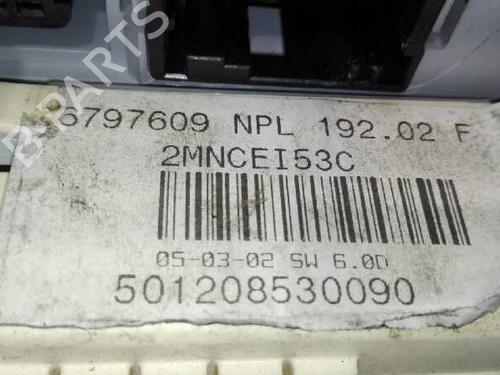 6797609 NPL 192.02 F
2MNCEI53C
05-03-02 SW 6.0D
501208530090
B-PARTS